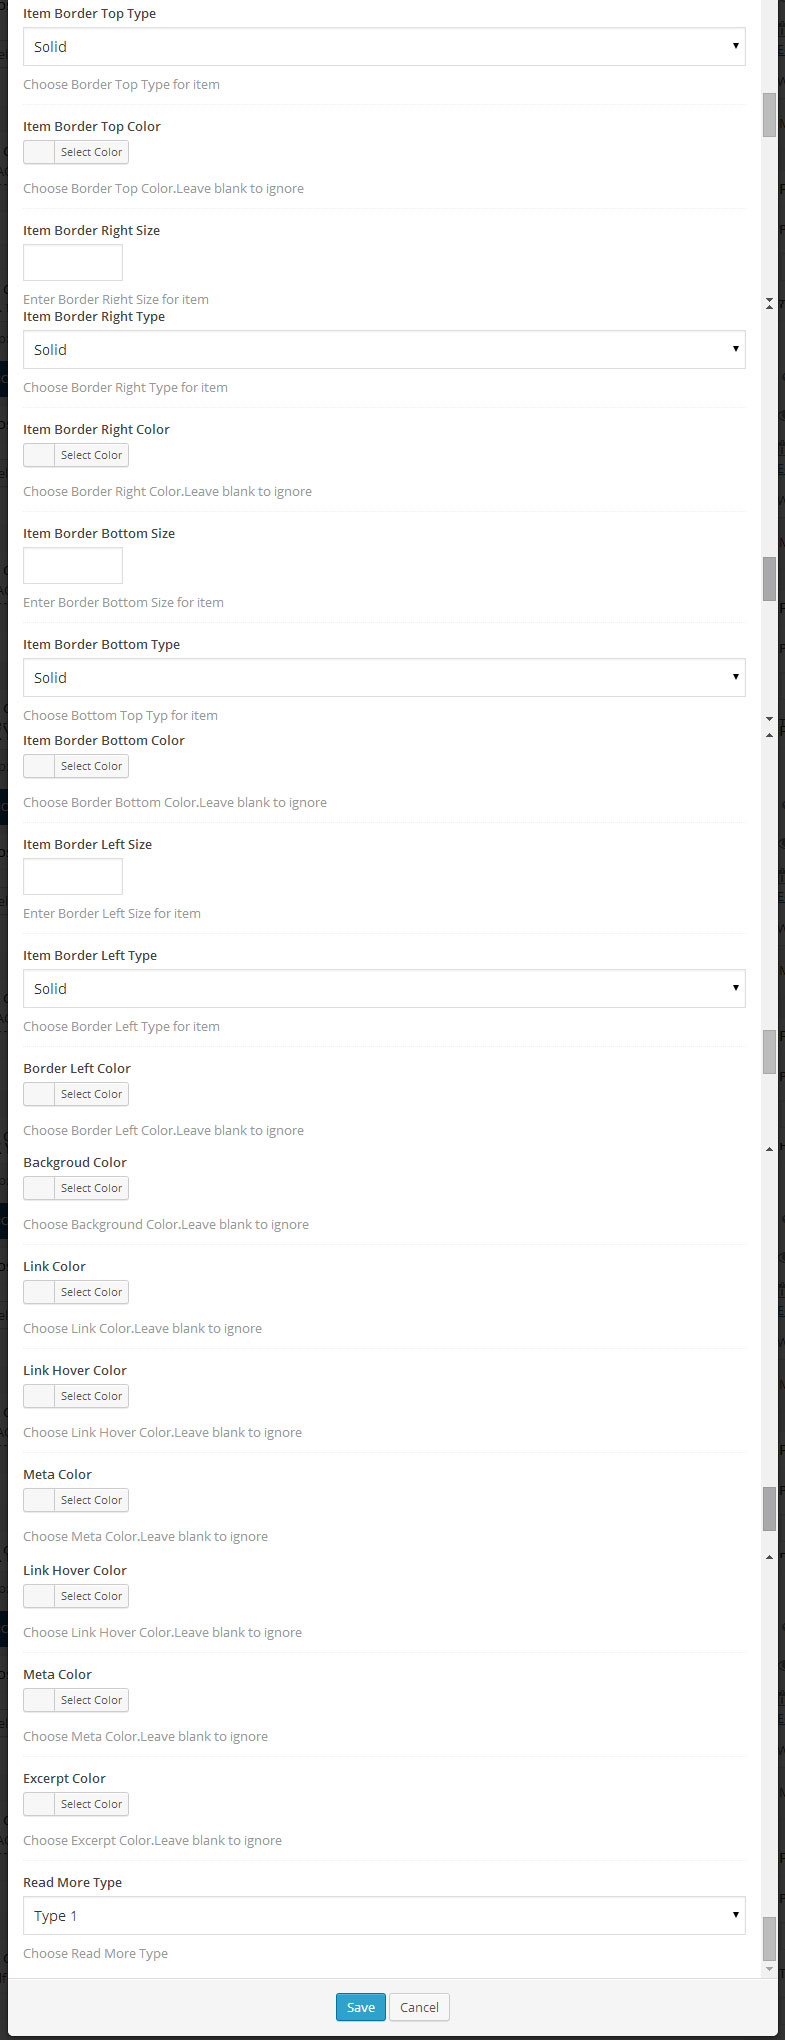 Item Border Top Type
Solid
Choose Border Top Type for item
Item Border Top Color
Select Color
Choose Border Top Color.Leave blank to ignore
Item Border Right Size
Enter Border Right Size for item
Item Border Right Type
Solid
Choose Border Right Type for item
Item Border Right Color
Select Color
Choose Border Right Color.Leave blank to ignore
Item Border Bottom Size
Enter Border Bottom Size for item
Item Border Bottom Type
Solid
Choose Bottom Top Typ for item
Item Border Bottom Color
Select Color
Choose Border Bottom Color.Leave blank to ignore
Item Border Left Size
Enter Border Left Size for item
Item Border Left Type
Solid
Choose Border Left Type for item
Border Left Color
Select Color
Choose Border Left Color.Leave blank to ignore
Backgroud Color
Select Color
Choose Background Color.Leave blank to ignore
Link Color
Select Color
Choose Link Color.Leave blank to ignore
Link Hover Color
Select Color
Choose Link Hover Color.Leave blank to ignore
Meta Color
Select Color
Choose Meta Color.Leave blank to ignore
Link Hover Color
Select Color
Choose Link Hover Color.Leave blank to ignore
Meta Color
Select Color
Choose Meta Color.Leave blank to ignore
Excerpt Color
Select Color
Choose Excerpt Color.Leave blank to ignore
Read More Type
Type 1
Choose Read More Type
Save Cancel